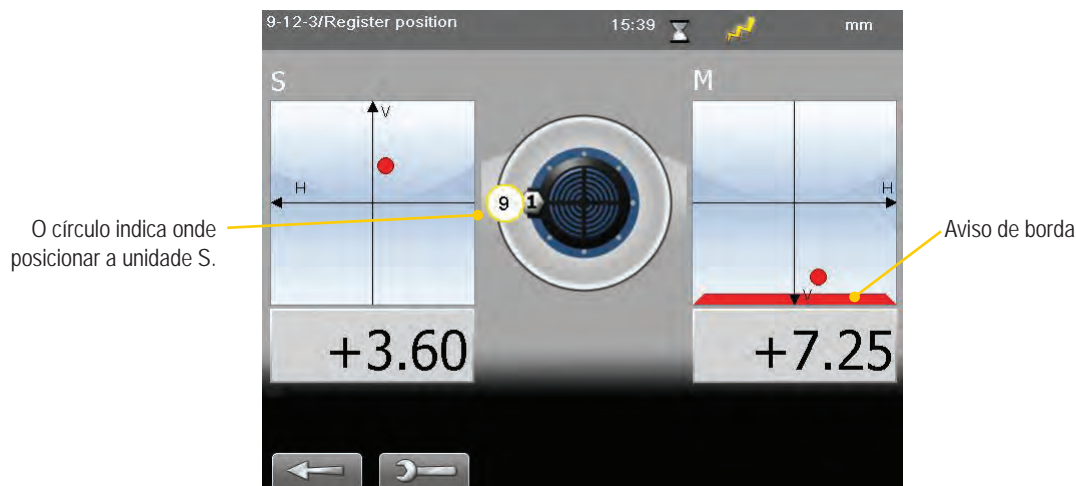 9-12-3/Register position 15:39 mm
S
M
V
H
H
V
9 1
O círculo indica onde
posicionar a unidade S.
Aviso de borda
+3.60
+7.25